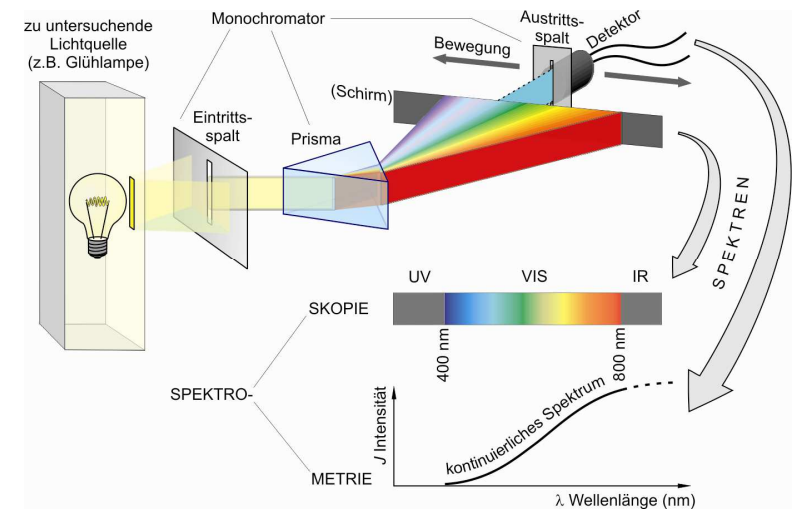 zu untersuchende
Lichtquelle
(z.B. Glühlampe)
Monochromator
Austritts-
spalt
Detektor
Bewegung
(Schirm)
Eintritts-
spalt
Prisma
SPEKTREN
UV VIS IR
SKOPIE
400 nm
800 nm
SPEKTRO-
J Intensität
kontinuierliches Spektrum
METRIE
λ Wellenlänge (nm)